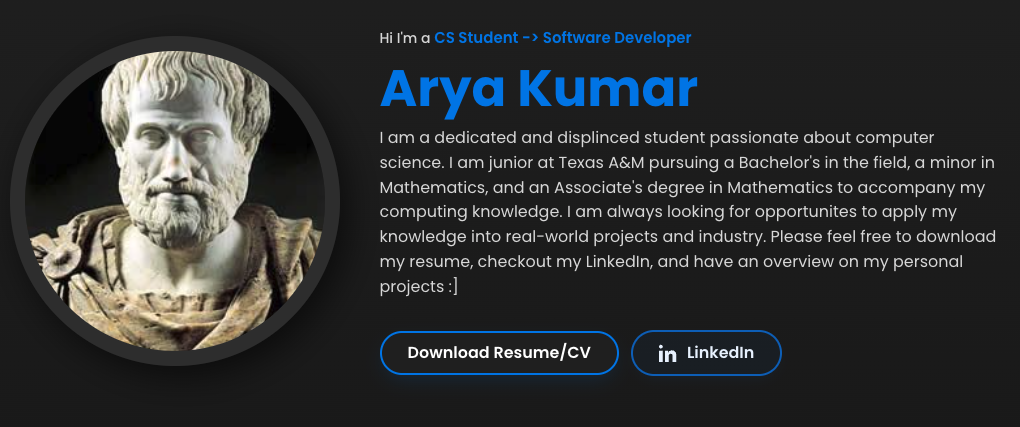 Hi I'm a CS Student -> Software Developer
Arya Kumar
I am a dedicated and displinced student passionate about computer
science. I am junior at Texas A&M pursuing a Bachelor's in the field, a minor in
Mathematics, and an Associate's degree in Mathematics to accompany my
computing knowledge. I am always looking for opportunites to apply my
knowledge into real-world projects and industry. Please feel free to download
my resume, checkout my LinkedIn, and have an overview on my personal
projects :]
Download Resume/CV
in LinkedIn